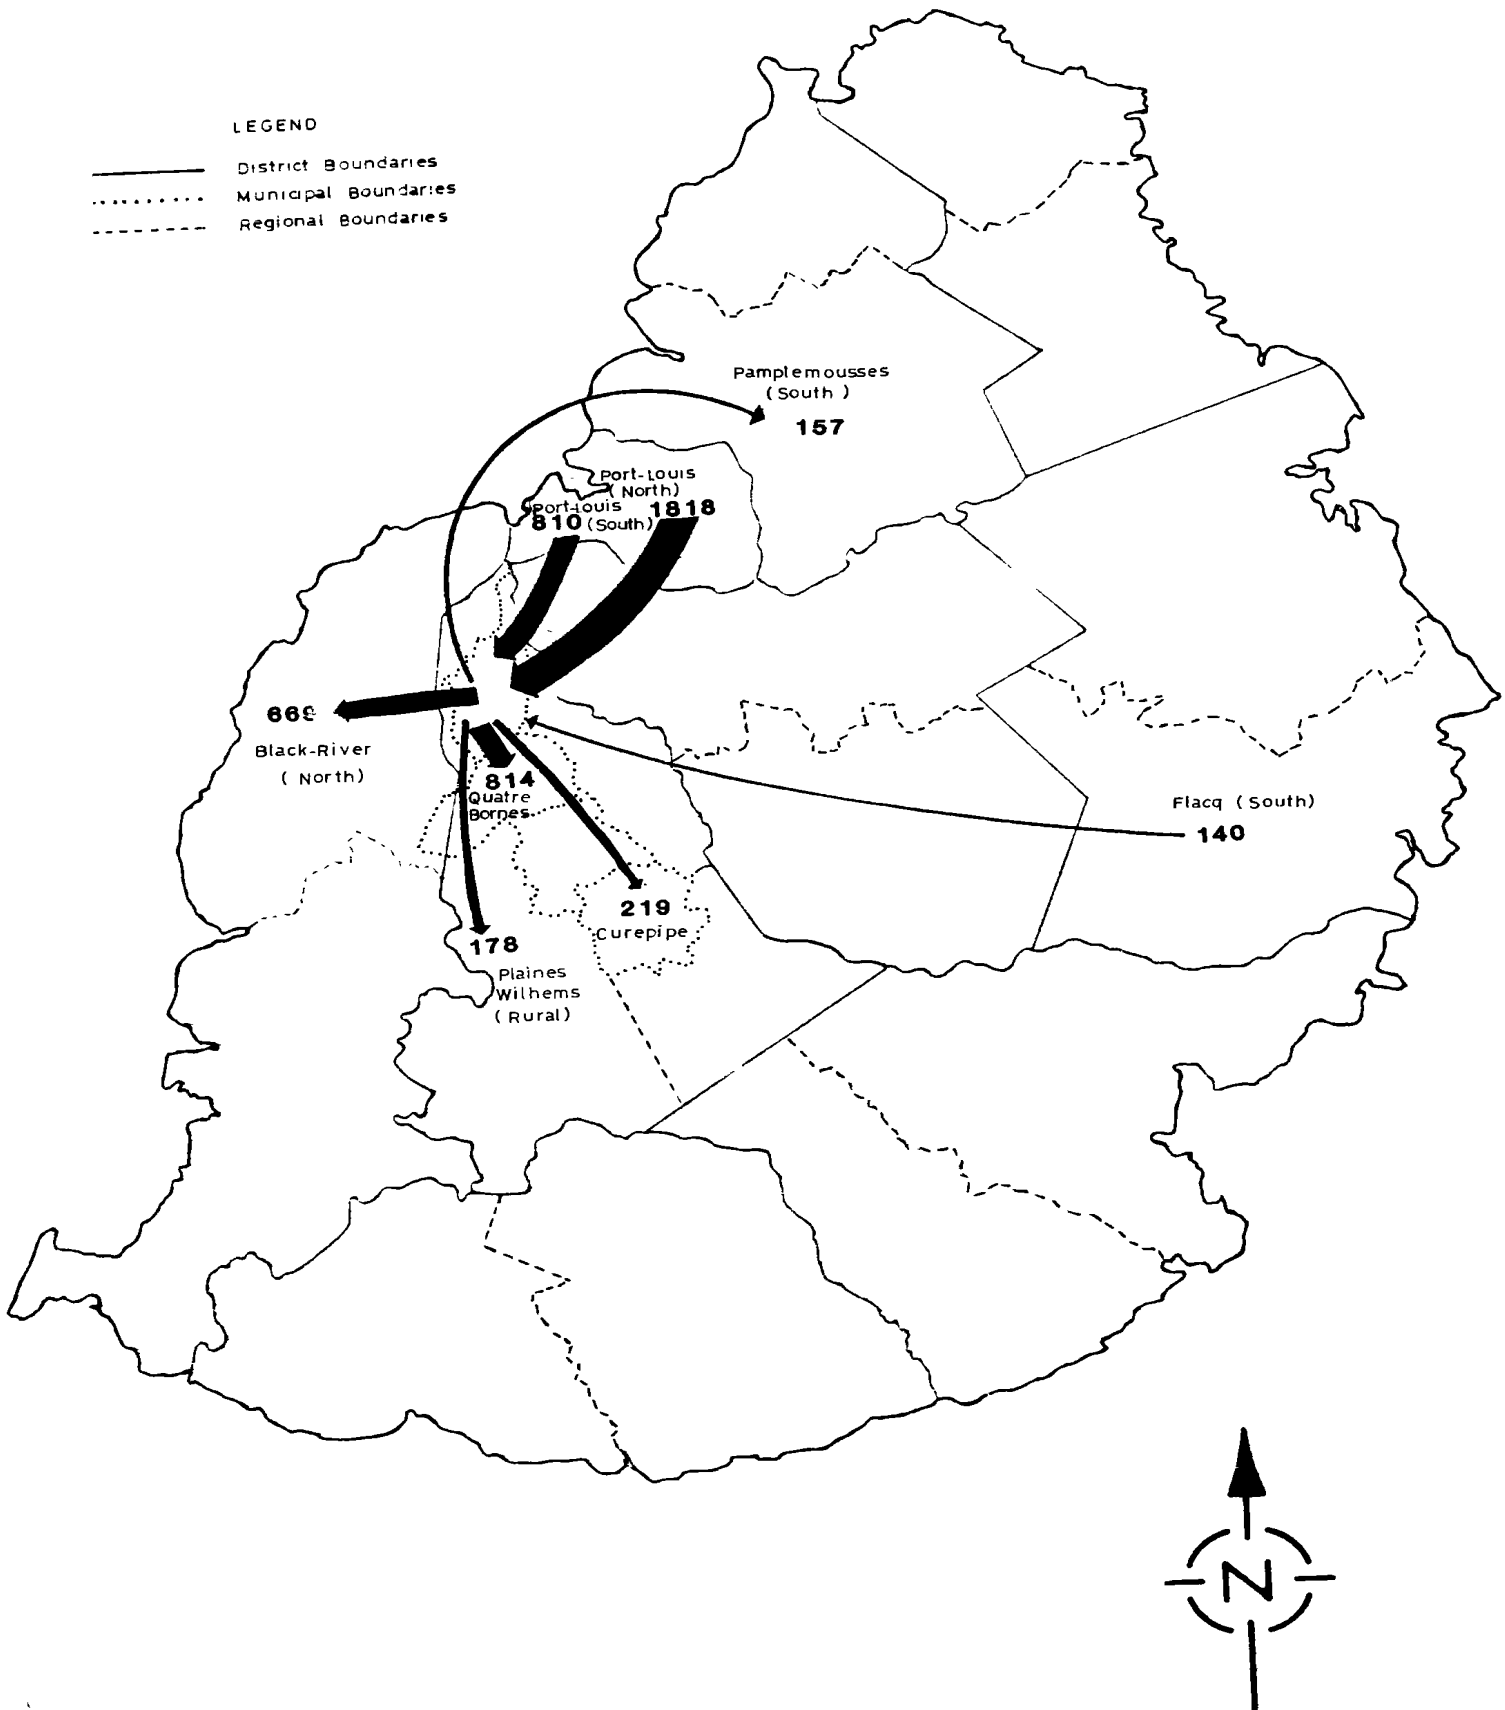 LEGEND
District Boundaries
Municipal Boundaries
Regional Boundaries
Pamplemousses
(South)
157
Port-Louis
(North)
1818
Port-Louis
810 (South)
Black-River
(North)
814
Quatre
Bornes
Flacq (South)
140
219
Curepipe
178
Plaines
Wilhems
(Rural)
N